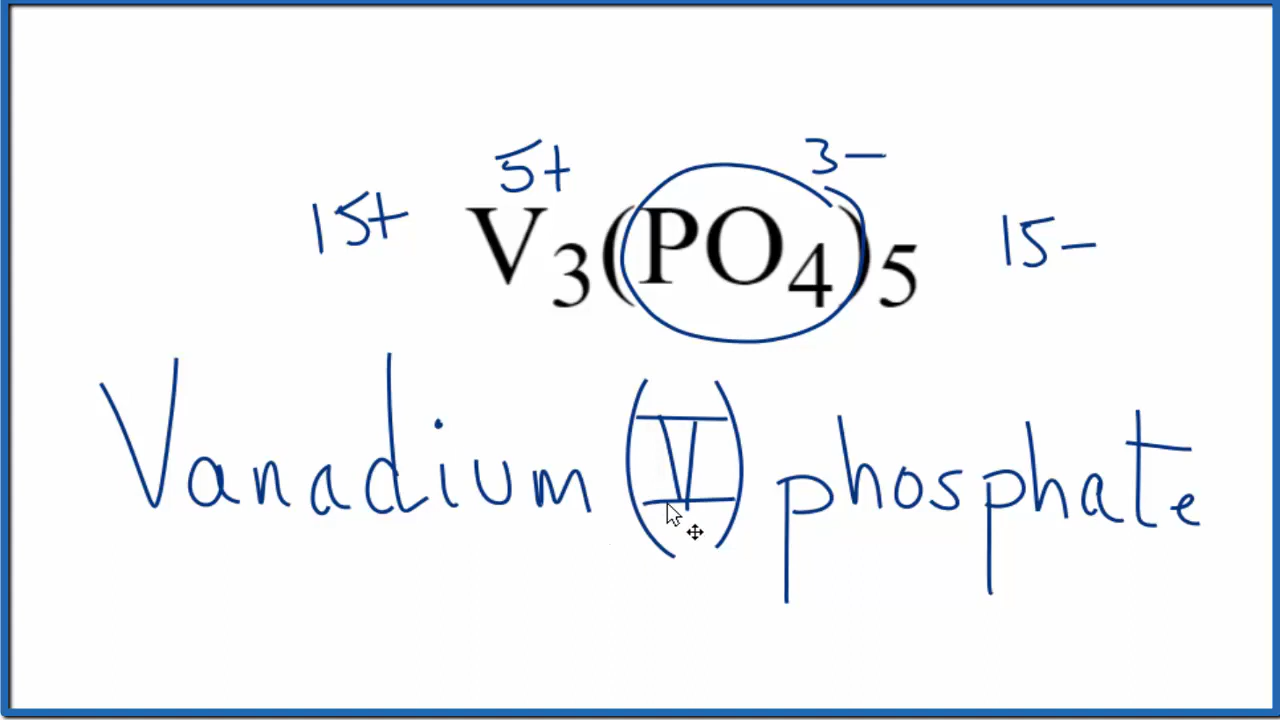 5+ 3-
15+ V3(PO4)5 15-
Vanadium (V) phosphate